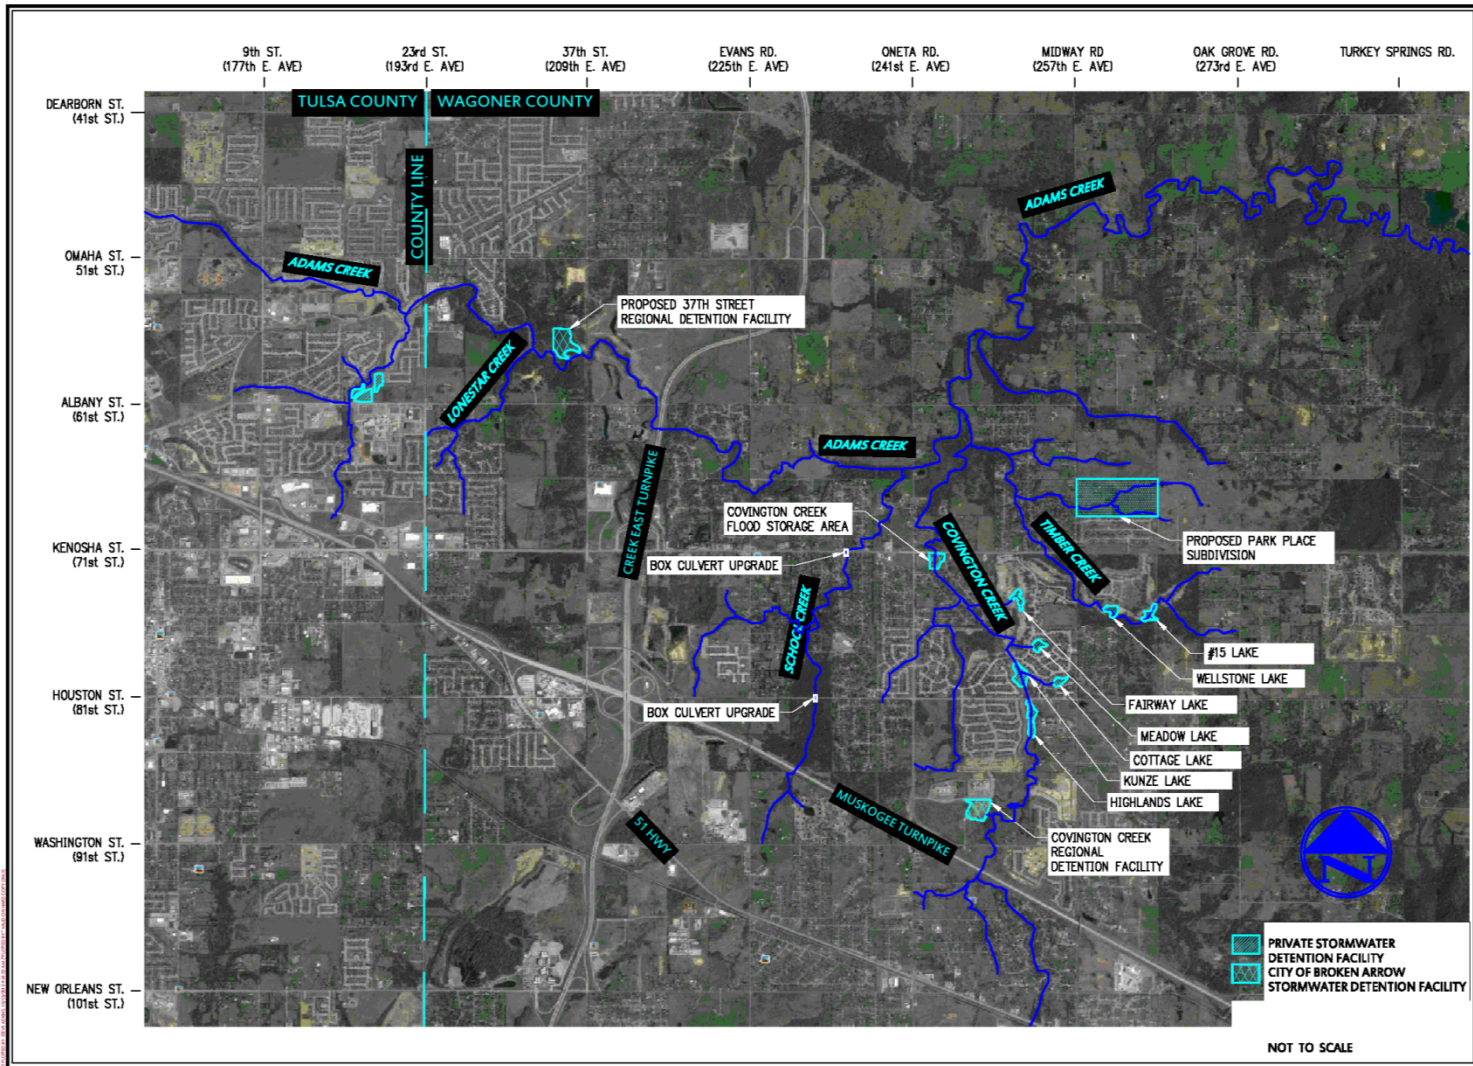 9th ST.
(177th E. AVE)
23rd ST.
(193rd E. AVE)
37th ST.
(209th E. AVE)
EVANS RD.
(225th E. AVE)
ONETA RD.
(241st E. AVE)
MIDWAY RD
(257th E. AVE)
OAK GROVE RD.
(273rd E. AVE)
TURKEY SPRINGS RD.
DEARBORN ST.
(41st ST.)
TULSA COUNTY
WAGONER COUNTY
COUNTY LINE
ADAMS CREEK
OMAHA ST.
51st ST.)
ADAMS CREEK
PROPOSED 37TH STREET
REGIONAL DETENTION FACILITY
LONESTAR CREEK
ALBANY ST.
(61st ST.)
ADAMS CREEK
CREEK EAST TURNPIKE
COVINGTON CREEK
FLOOD STORAGE AREA
COVINGTON CREEK
TIMBER CREEK
PROPOSED PARK PLACE
SUBDIVISION
KENOSHA ST.
(71st ST.)
BOX CULVERT UPGRADE
SCHOCK CREEK
#15 LAKE
WELLSTONE LAKE
HOUSTON ST.
(81st ST.)
BOX CULVERT UPGRADE
FAIRWAY LAKE
MEADOW LAKE
COTTAGE LAKE
KUNZE LAKE
HIGHLANDS LAKE
MUSKOGEE TURNPIKE
51 HWY
WASHINGTON ST.
(91st ST.)
COVINGTON CREEK
REGIONAL
DETENTION FACILITY
N
PRIVATE STORMWATER
DETENTION FACILITY
CITY OF BROKEN ARROW
STORMWATER DETENTION FACILITY
NEW ORLEANS ST.
(101st ST.)
NOT TO SCALE